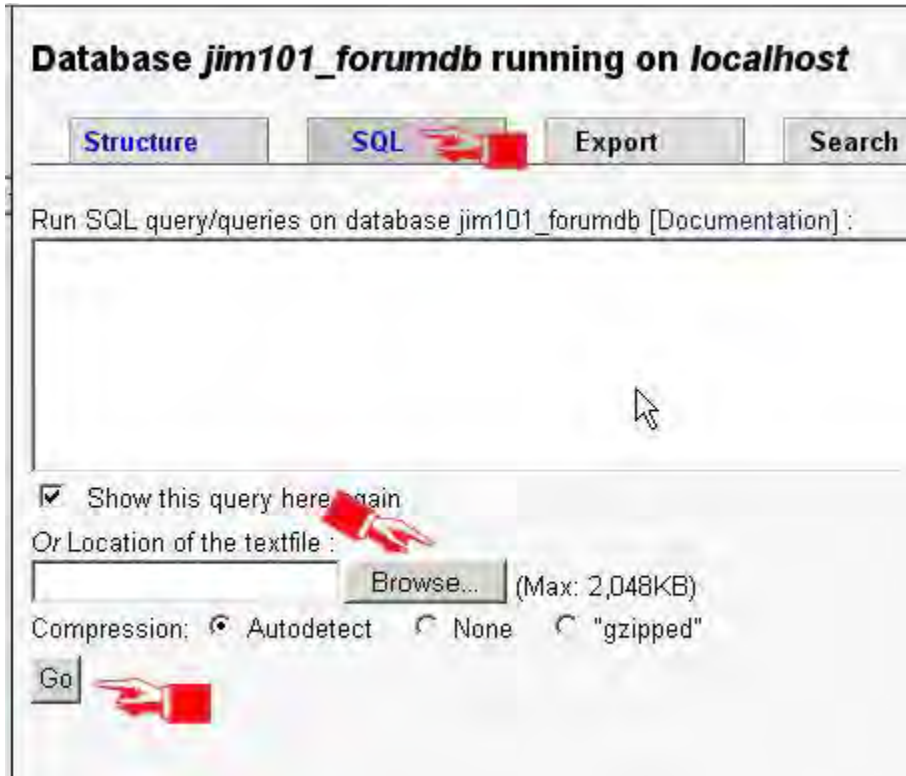 Database jim101_forumdb running on localhost
Structure SQL Export Search
Run SQL query/queries on database jim101_forumdb [Documentation] :
Show this query here again
Or Location of the textfile :
Browse... (Max: 2,048KB)
Compression: Autodetect None "gzipped"
Go